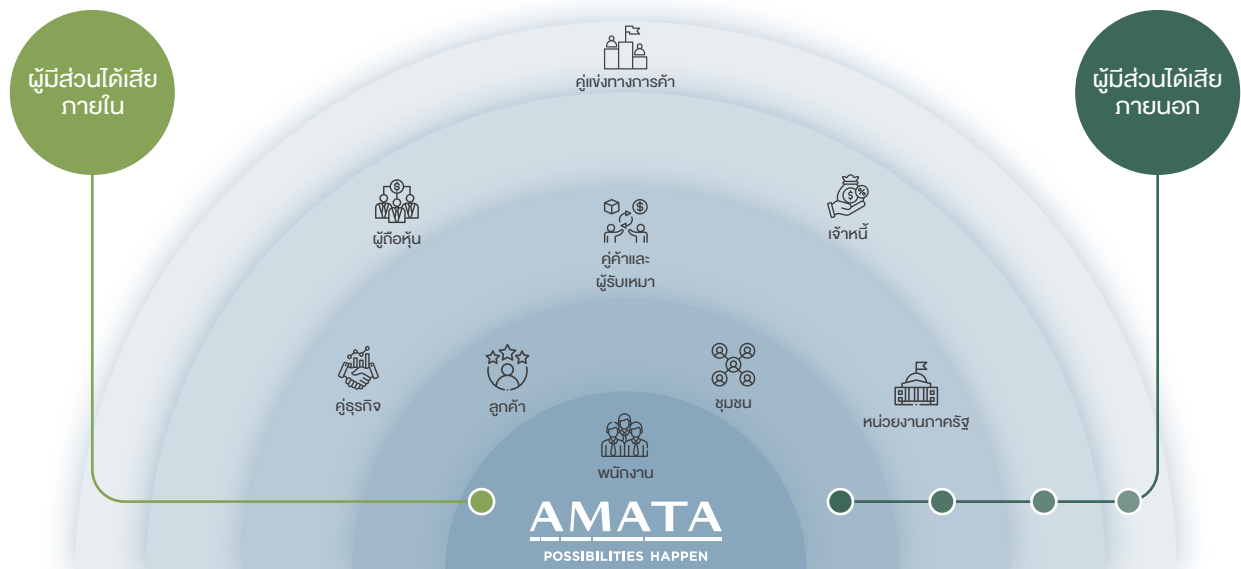 ผู้มีส่วนได้เสีย
ภายใน
คู่แข่งทางการค้า
ผู้มีส่วนได้เสีย
ภายนอก
ผู้ถือหุ้น
คู่ค้าและ
ผู้รับเหมา
เจ้าหนี้
คู่ธุรกิจ
ลูกค้า
ชุมชน
หน่วยงานภาครัฐ
พนักงาน
AMATA
POSSIBILITIES HAPPEN